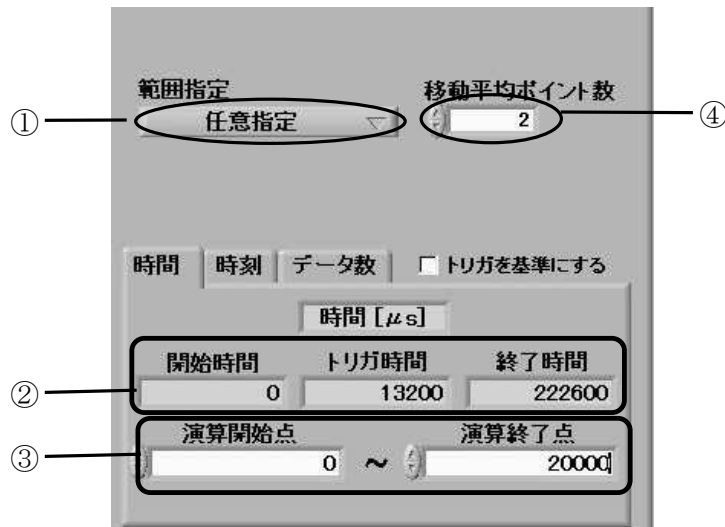 範囲指定
移動平均ポイント数
①
任意指定
2
④
時間
時刻
データ数
トリガを基準にする
時間 [μs]
開始時間
トリガ時間
終了時間
②
0
13200
222600
演算開始点
演算終了点
③
0
～
20000